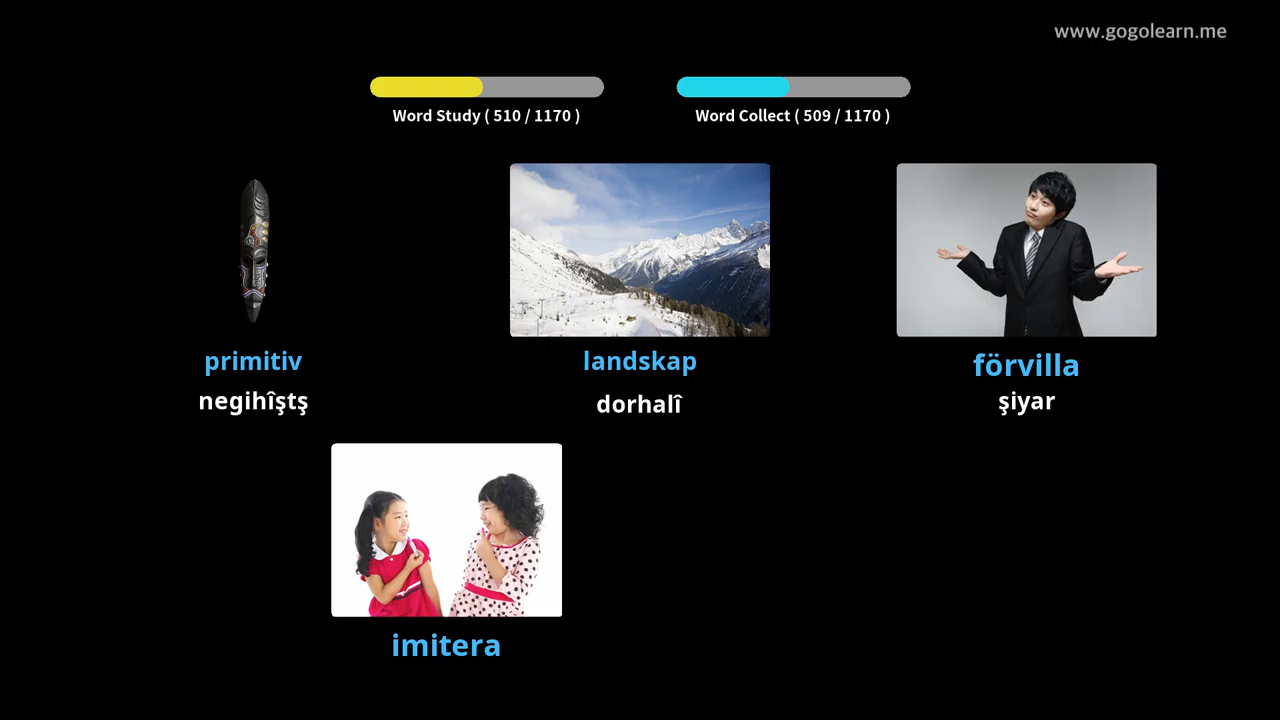 www.gogolearn.me
Word Study ( 510 / 1170 )
Word Collect ( 509 / 1170 )
primitiv
negihîştş
landskap
dorhalî
förvilla
şiyar
imitera